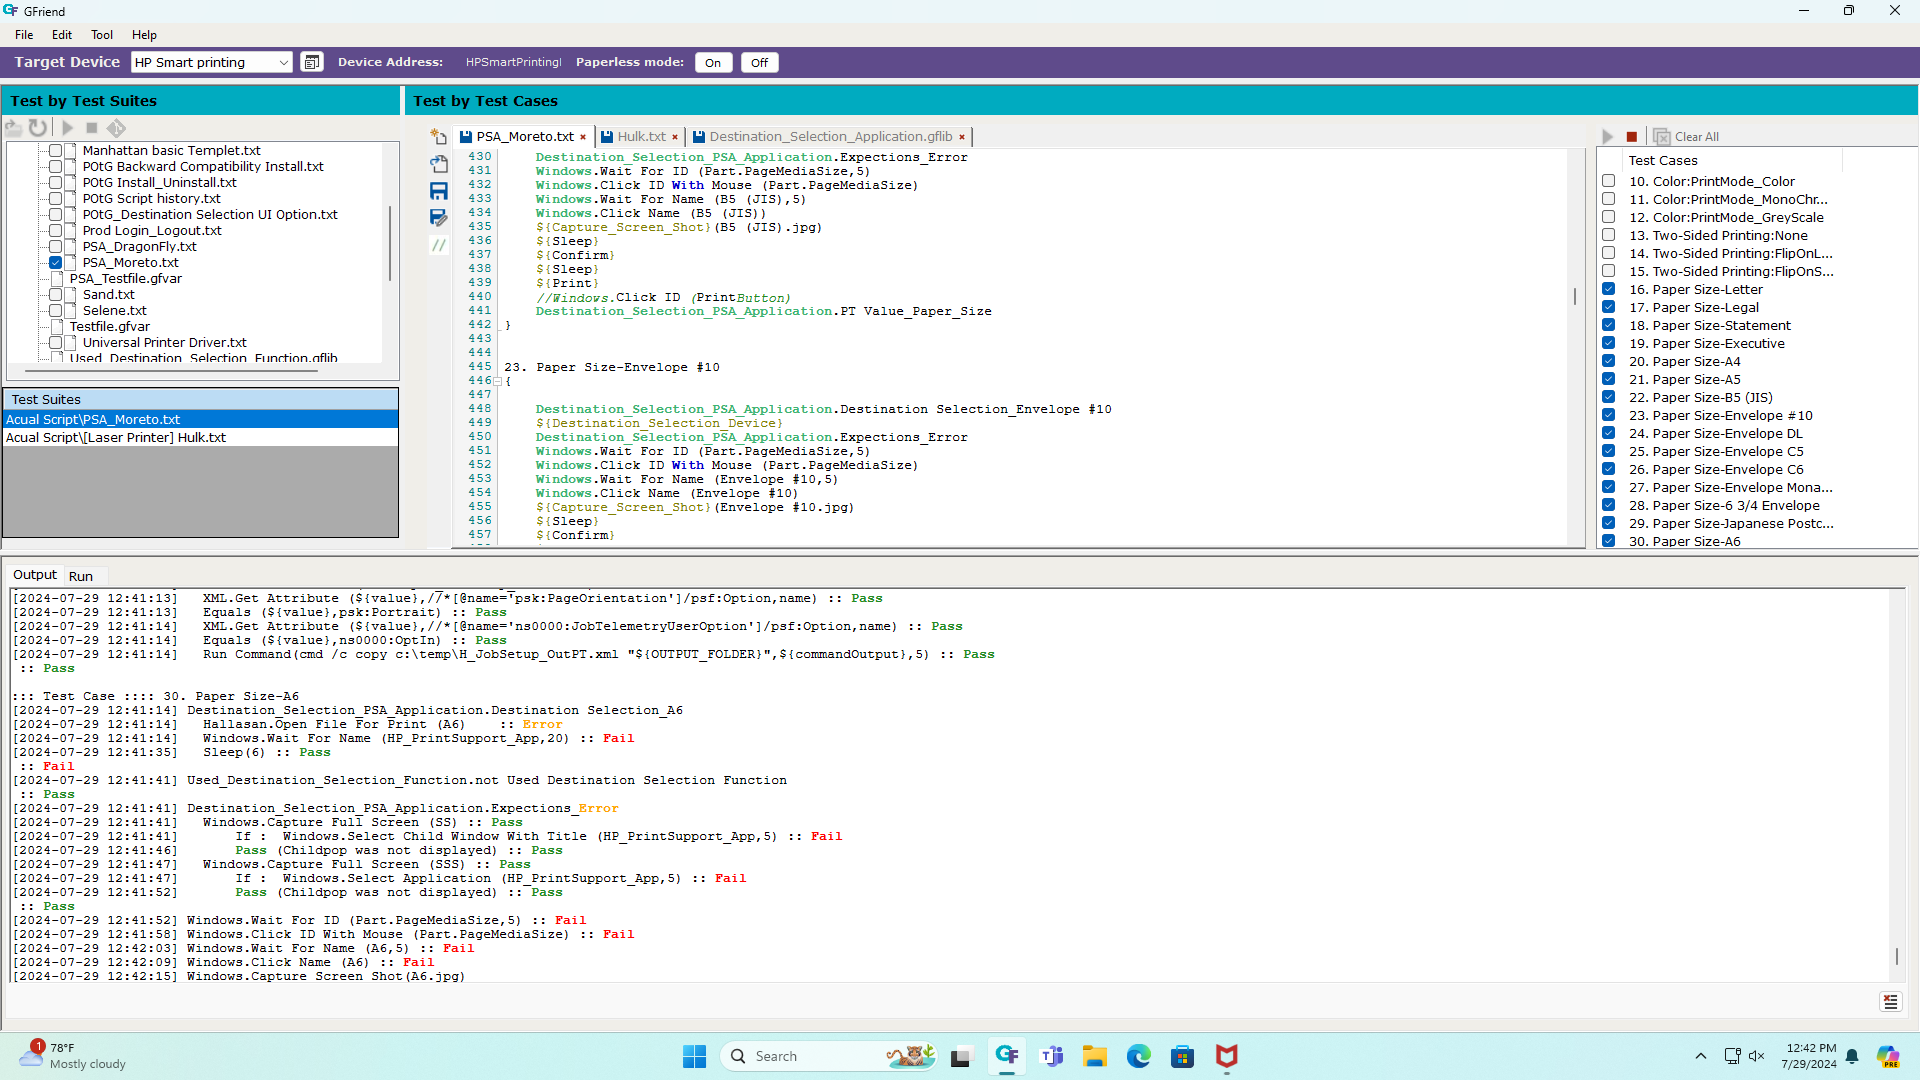 GFriend
File Edit Tool Help
Target Device HP Smart printing Device Address: HPSmartPrintingl Paperless mode: On Off
Test by Test Suites
Manhattan basic Templet.txt
POtG Backward Compatibility Install.txt
POtG Install_Uninstall.txt
POtG Script history.txt
POtG_Destination Selection UI Option.txt
Prod Login_Logout.txt
PSA_DragonFly.txt
PSA_Moreto.txt
PSA_Testfile.gfvar
Sand.txt
Selene.txt
Testfile.gfvar
Universal Printer Driver.txt
Used_Destination_Selection_Function.gflib
Test Suites
Acual Script\PSA_Moreto.txt
Acual Script\[Laser Printer] Hulk.txt
Test by Test Cases
PSA_Moreto.txt Hulk.txt Destination_Selection_Application.gflib
430 Destination_Selection_PSA_Application.Expections_Error
431 Windows.Wait For ID (Part.PageMediaSize,5)
432 Windows.Click ID With Mouse (Part.PageMediaSize)
433 Windows.Wait For Name (B5 (JIS),5)
434 Windows.Click Name (B5 (JIS))
435 ${Capture_Screen_Shot}(B5 (JIS).jpg)
436 ${Sleep}
437 ${Confirm}
438 ${Sleep}
439 ${Print}
440 //Windows.Click ID (PrintButton)
441 Destination_Selection_PSA_Application.PT Value_Paper_Size
442 }
443
444
445 23. Paper Size-Envelope #10
446 {
447
448 Destination_Selection_PSA_Application.Destination Selection_Envelope #10
449 ${Destination_Selection_Device}
450 Destination_Selection_PSA_Application.Expections_Error
451 Windows.Wait For ID (Part.PageMediaSize,5)
452 Windows.Click ID With Mouse (Part.PageMediaSize)
453 Windows.Wait For Name (Envelope #10,5)
454 Windows.Click Name (Envelope #10)
455 ${Capture_Screen_Shot}(Envelope #10.jpg)
456 ${Sleep}
457 ${Confirm}
Clear All
Test Cases
10. Color:PrintMode_Color
11. Color:PrintMode_MonoChr...
12. Color:PrintMode_GreyScale
13. Two-Sided Printing:None
14. Two-Sided Printing:FlipOnL...
15. Two-Sided Printing:FlipOnS...
16. Paper Size-Letter
17. Paper Size-Legal
18. Paper Size-Statement
19. Paper Size-Executive
20. Paper Size-A4
21. Paper Size-A5
22. Paper Size-B5 (JIS)
23. Paper Size-Envelope #10
24. Paper Size-Envelope DL
25. Paper Size-Envelope C5
26. Paper Size-Envelope C6
27. Paper Size-Envelope Mona...
28. Paper Size-6 3/4 Envelope
29. Paper Size-Japanese Postc...
30. Paper Size-A6
Output Run
[2024-07-29 12:41:13] XML.Get Attribute (${value},//*[@name='psk:PageOrientation']/psf:Option,name) :: Pass
[2024-07-29 12:41:13] Equals (${value},psk:Portrait) :: Pass
[2024-07-29 12:41:14] XML.Get Attribute (${value},//*[@name='ns0000:JobTelemetryUserOption']/psf:Option,name) :: Pass
[2024-07-29 12:41:14] Equals (${value},ns0000:OptIn) :: Pass
[2024-07-29 12:41:14] Run Command(cmd /c copy c:\temp\H_JobSetup_OutPT.xml "${OUTPUT_FOLDER}",${commandOutput},5) :: Pass
:: Pass
::: Test Case :::: 30. Paper Size-A6
[2024-07-29 12:41:14] Destination_Selection_PSA_Application.Destination Selection_A6
[2024-07-29 12:41:14] Hallasan.Open File For Print (A6) :: Error
[2024-07-29 12:41:14] Windows.Wait For Name (HP_PrintSupport_App,20) :: Fail
[2024-07-29 12:41:35] Sleep(6) :: Pass
:: Fail
[2024-07-29 12:41:41] Used_Destination_Selection_Function.not Used Destination Selection Function
:: Pass
[2024-07-29 12:41:41] Destination_Selection_PSA_Application.Expections_Error
[2024-07-29 12:41:41] Windows.Capture Full Screen (SS) :: Pass
[2024-07-29 12:41:41] If : Windows.Select Child Window With Title (HP_PrintSupport_App,5) :: Fail
[2024-07-29 12:41:46] Pass (Childpop was not displayed) :: Pass
[2024-07-29 12:41:47] Windows.Capture Full Screen (SSS) :: Pass
[2024-07-29 12:41:47] If : Windows.Select Application (HP_PrintSupport_App,5) :: Fail
[2024-07-29 12:41:52] Pass (Childpop was not displayed) :: Pass
:: Pass
[2024-07-29 12:41:52] Windows.Wait For ID (Part.PageMediaSize,5) :: Fail
[2024-07-29 12:41:58] Windows.Click ID With Mouse (Part.PageMediaSize) :: Fail
[2024-07-29 12:42:03] Windows.Wait For Name (A6,5) :: Fail
[2024-07-29 12:42:09] Windows.Click Name (A6) :: Fail
[2024-07-29 12:42:15] Windows.Capture Screen Shot(A6.jpg)
1
78°F
Mostly cloudy
Search
PRE
12:42 PM
7/29/2024